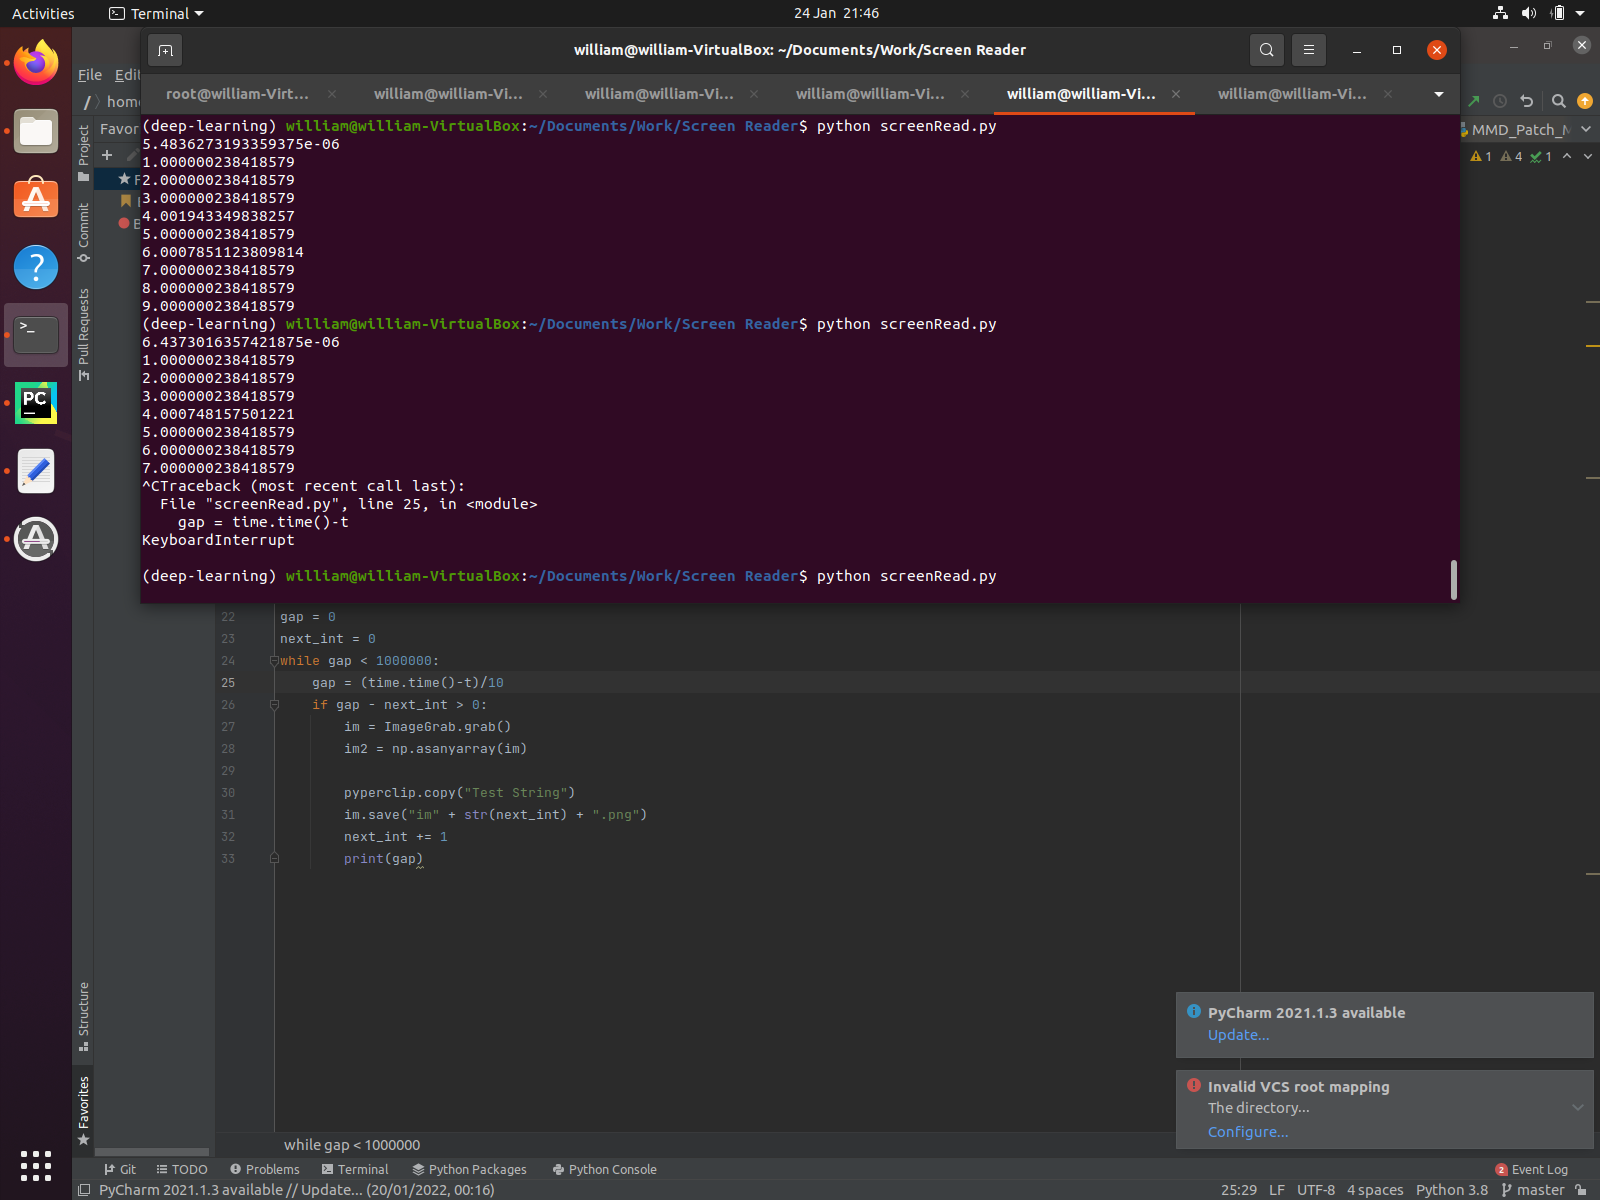 Activities
Terminal
24 Jan 21:46
william@william-VirtualBox: ~/Documents/Work/Screen Reader
File
root@william-Virt...
william@william-Vi...
william@william-Vi...
william@william-Vi...
william@william-Vi...
william@william-Vi...
/
MMD_Patch_
1
4
1
Project
Commit
Pull Requests
Structure
Favorites
(deep-learning) william@william-VirtualBox:~/Documents/Work/Screen Reader$ python screenRead.py
5.4836273193359375e-06
1.000000238418579
2.000000238418579
3.000000238418579
4.001943349838257
5.000000238418579
6.0007851123809814
7.000000238418579
8.000000238418579
9.000000238418579
(deep-learning) william@william-VirtualBox:~/Documents/Work/Screen Reader$ python screenRead.py
6.4373016357421875e-06
1.000000238418579
2.000000238418579
3.000000238418579
4.000748157501221
5.000000238418579
6.000000238418579
7.000000238418579
^CTraceback (most recent call last):
File "screenRead.py", line 25, in <module>
gap = time.time()-t
KeyboardInterrupt
(deep-learning) william@william-VirtualBox:~/Documents/Work/Screen Reader$ python screenRead.py
PC
22 gap = 0
23 next_int = 0
24 while gap < 1000000:
25 gap = (time.time()-t)/10
26 if gap - next_int > 0:
27 im = ImageGrab.grab()
28 im2 = np.asanyarray(im)
29
30 pyperclip.copy("Test String")
31 im.save("im" + str(next_int) + ".png")
32 next_int += 1
33 print(gap)
PyCharm 2021.1.3 available
Update...
Invalid VCS root mapping
The directory...
Configure...
while gap < 1000000
Git
TODO
Problems
Terminal
Python Packages
Python Console
2 Event Log
PyCharm 2021.1.3 available // Update... (20/01/2022, 00:16)
25:29
LF
UTF-8
4 spaces
Python 3.8
master